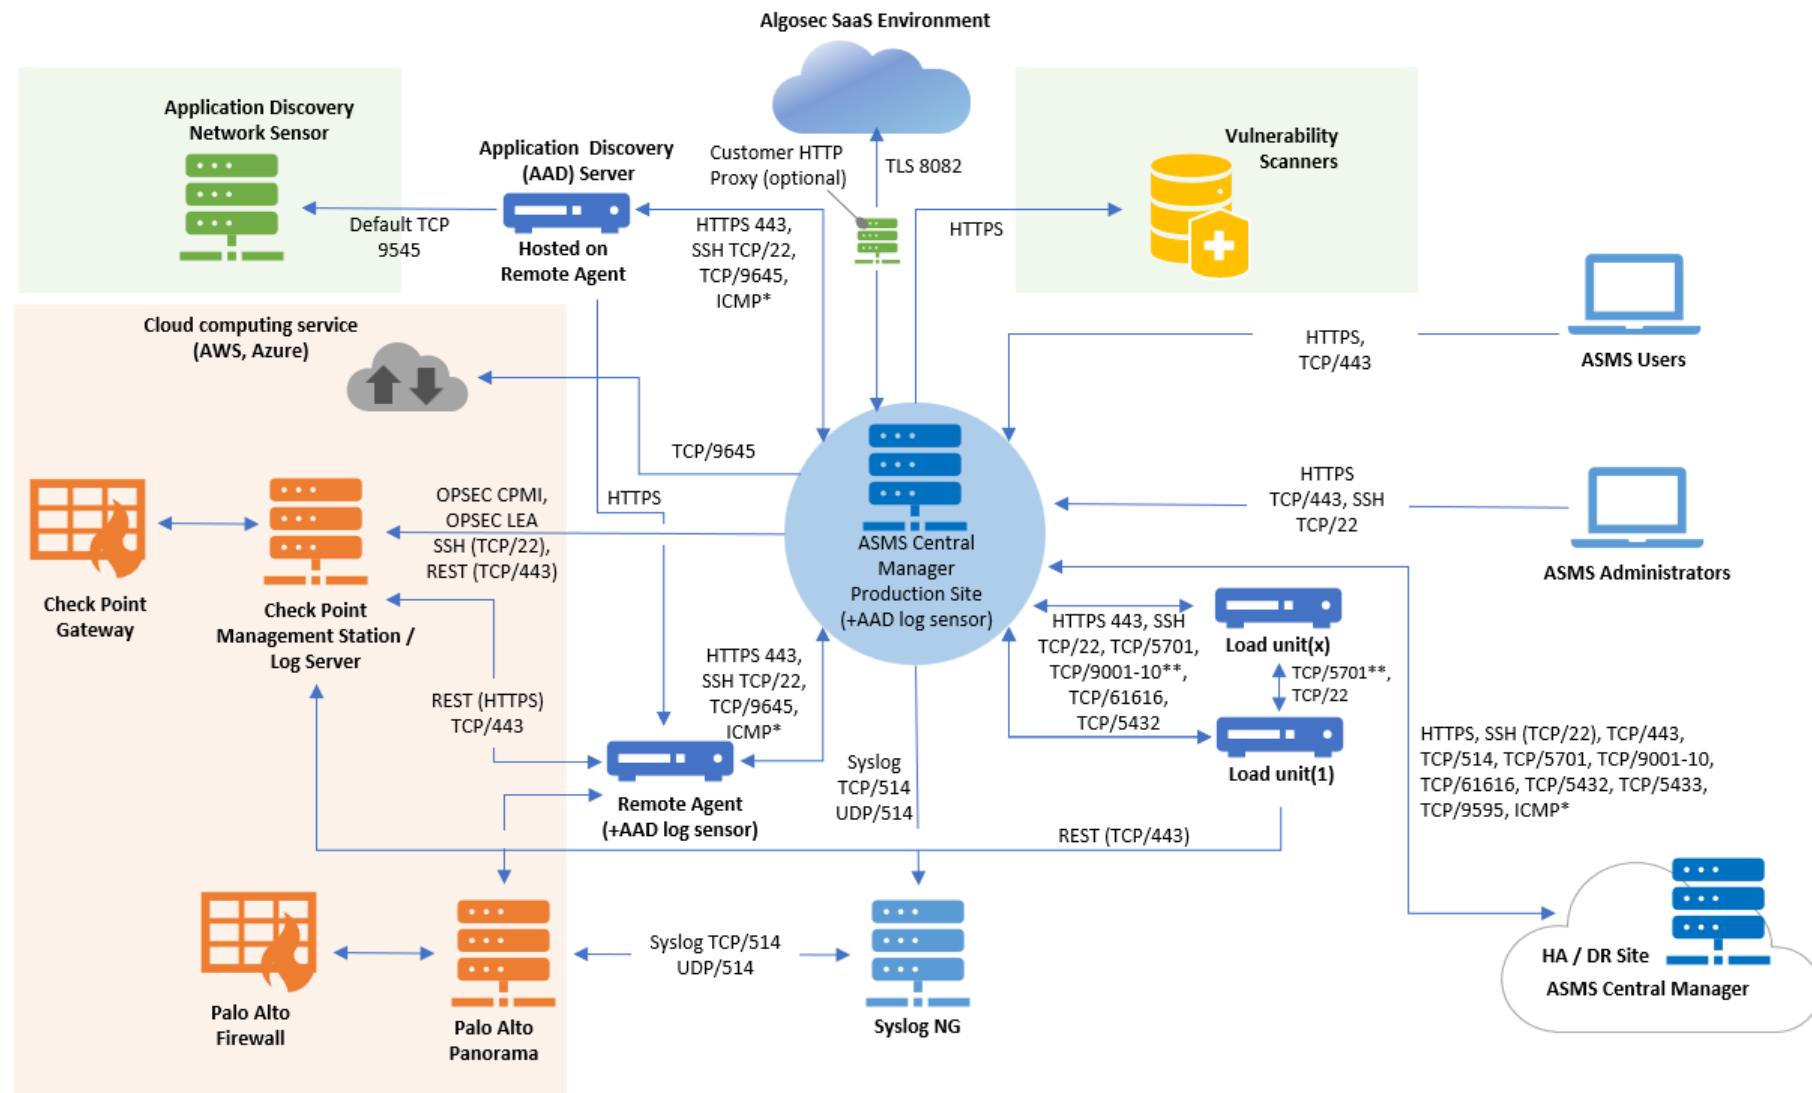 Algosec SaaS Environment
Application Discovery
Network Sensor
Application Discovery
(AAD) Server
Customer HTTP
Proxy (optional)
TLS 8082
Vulnerability
Scanners
Default TCP
9545
Hosted on
Remote Agent
HTTPS 443,
SSH TCP/22,
TCP/9645,
ICMP*
HTTPS
Cloud computing service
(AWS, Azure)
HTTPS,
TCP/443
ASMS Users
TCP/9645
HTTPS
OPSEC CPMI,
OPSEC LEA
SSH (TCP/22),
REST (TCP/443)
HTTPS
TCP/443, SSH
TCP/22
ASMS Administrators
ASMS Central
Manager
Production Site
(+AAD log sensor)
Check Point
Gateway
Check Point
Management Station /
Log Server
HTTPS 443, SSH
TCP/22, TCP/5701,
TCP/9001-10**,
TCP/61616,
TCP/5432
Load unit(x)
TCP/5701**,
TCP/22
Load unit(1)
REST (HTTPS)
TCP/443
HTTPS 443,
SSH TCP/22,
TCP/9645,
ICMP*
Remote Agent
(+AAD log sensor)
Syslog
TCP/514
UDP/514
HTTPS, SSH (TCP/22), TCP/443,
TCP/514, TCP/5701, TCP/9001-10,
TCP/61616, TCP/5432, TCP/5433,
TCP/9595, ICMP*
REST (TCP/443)
Palo Alto
Firewall
Palo Alto
Panorama
Syslog TCP/514
UDP/514
Syslog NG
HA / DR Site
ASMS Central Manager